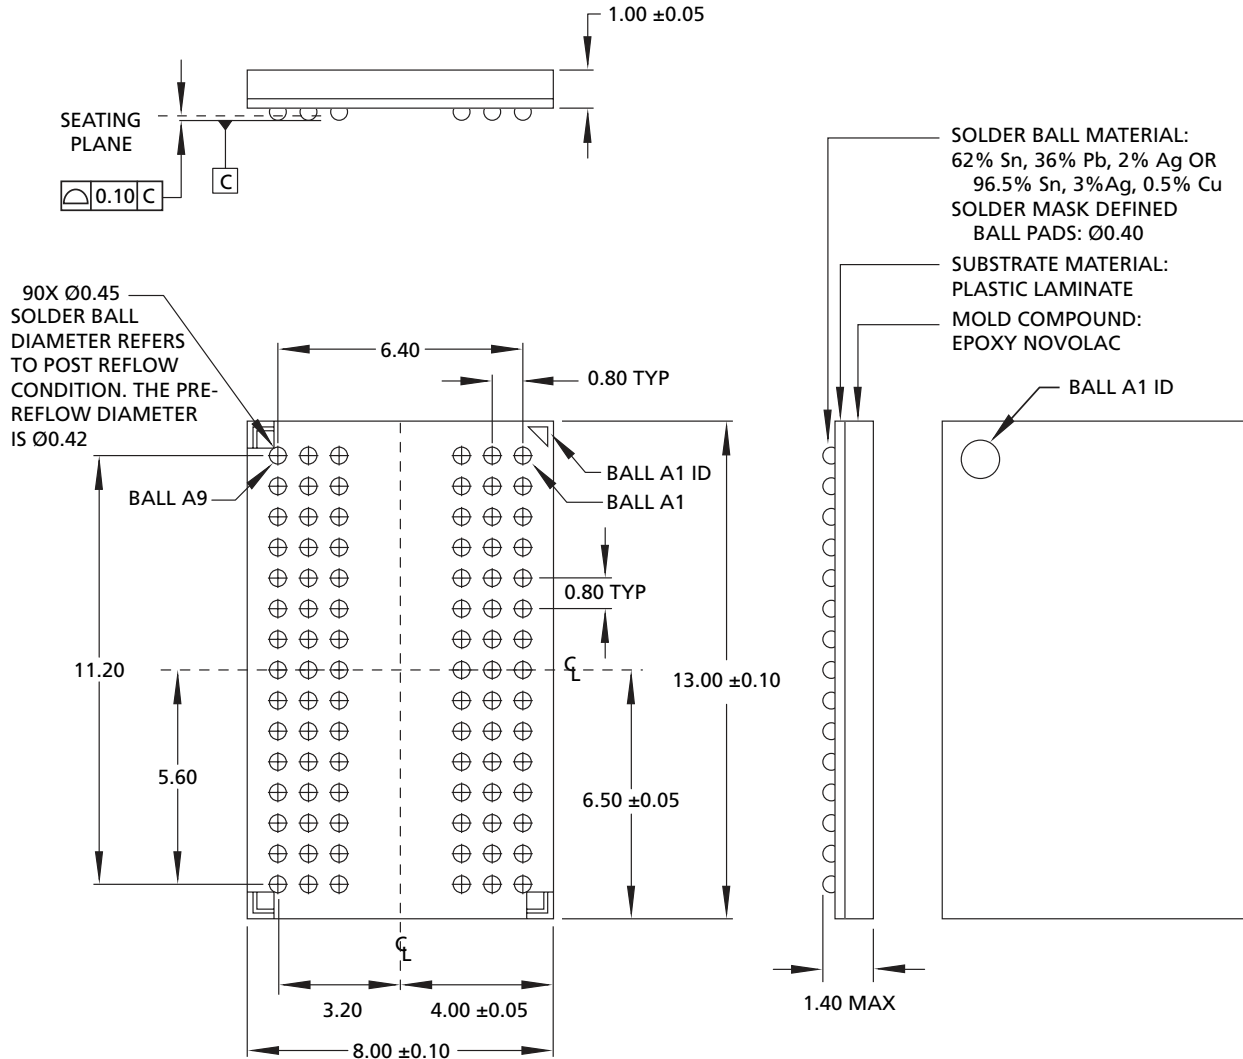 1.00 ±0.05
SEATING
PLANE
0.10 C
C
SOLDER BALL MATERIAL:
62% Sn, 36% Pb, 2% Ag OR
96.5% Sn, 3%Ag, 0.5% Cu
SOLDER MASK DEFINED
BALL PADS: Ø0.40
SUBSTRATE MATERIAL:
PLASTIC LAMINATE
MOLD COMPOUND:
EPOXY NOVOLAC
90X Ø0.45
SOLDER BALL
DIAMETER REFERS
TO POST REFLOW
CONDITION. THE PRE-
REFLOW DIAMETER
IS Ø0.42
6.40
0.80 TYP
BALL A1 ID
BALL A9
BALL A1 ID
BALL A1
0.80 TYP
11.20
CL
13.00 ±0.10
5.60
6.50 ±0.05
CL
3.20
4.00 ±0.05
1.40 MAX
8.00 ±0.10